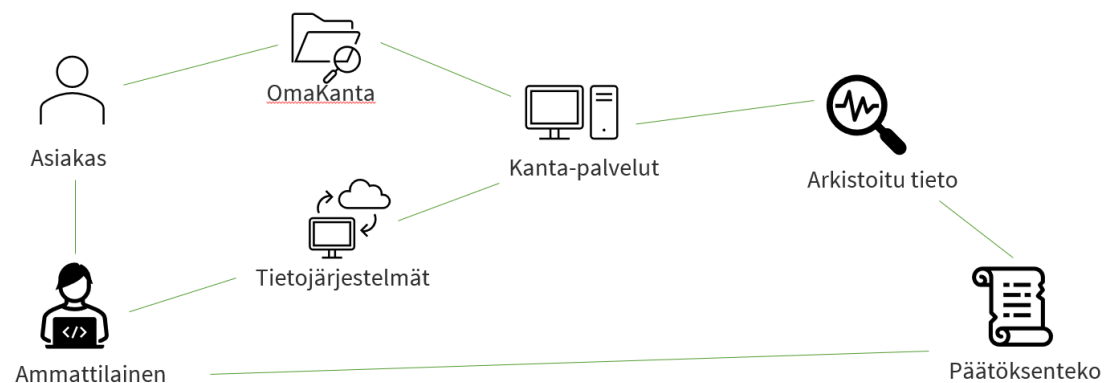 OmaKanta
Asiakas
Kanta-palvelut
Arkistoitu tieto
Tietojärjestelmät
</>
Ammattilainen
Päätöksenteko